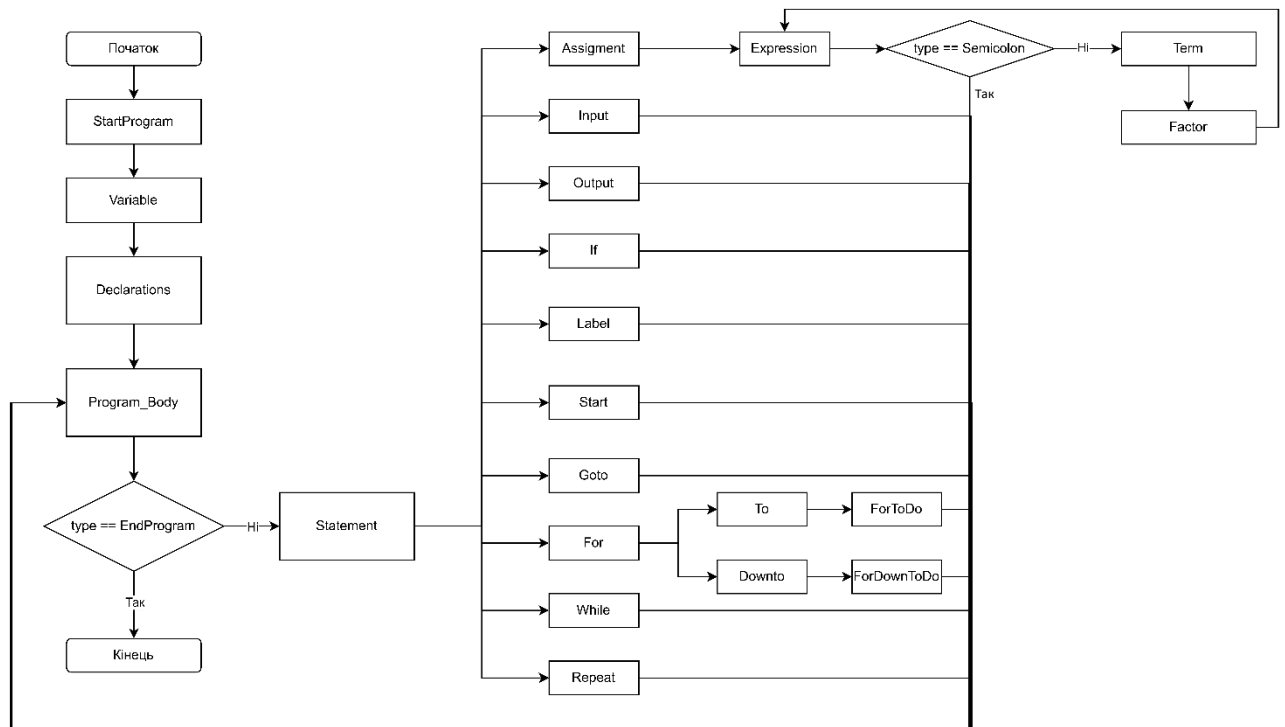 Початок
StartProgram
Variable
Declarations
Program_Body
type == EndProgram
Ні
Так
Кінець
Statement
Assigment
Expression
type == Semicolon
Ні
Так
Term
Factor
Input
Output
If
Label
Start
Goto
For
To
ForToDo
Downto
ForDownToDo
While
Repeat